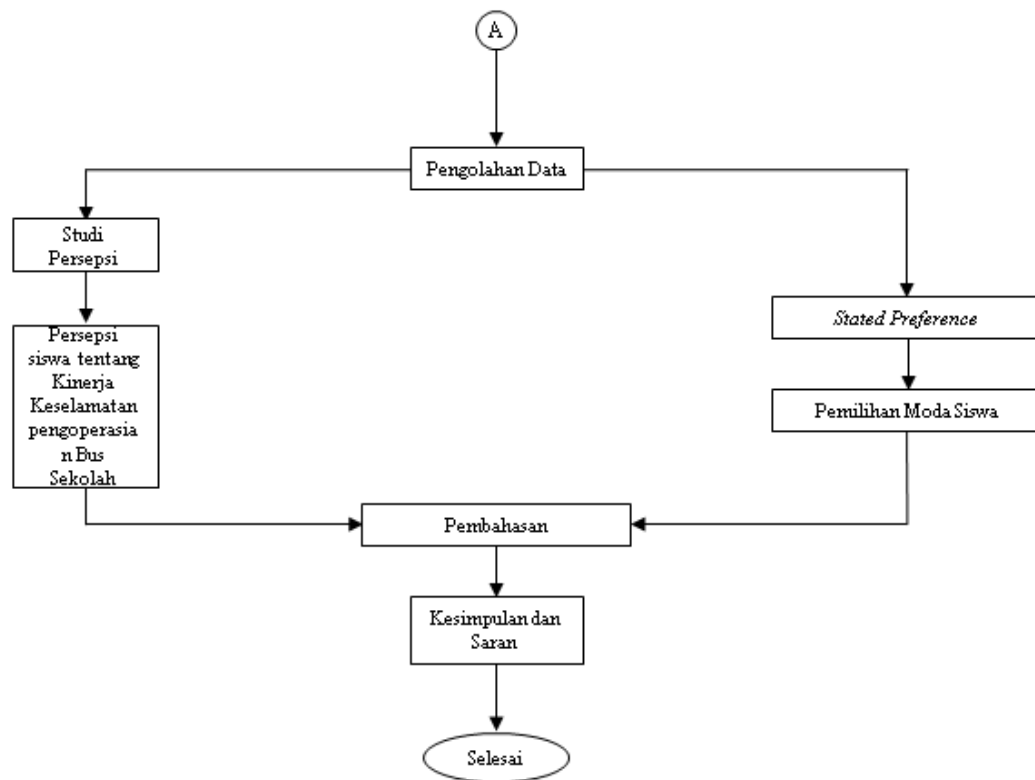 A
Pengolahan Data
Studi
Persepsi
Persepsi
siswa tentang
Kinerja
Keselamatan
pengoperasia
n Bus
Sekolah
Stated Preference
Pemilihan Moda Siswa
Pembahasan
Kesimpulan dan
Saran
Selesai